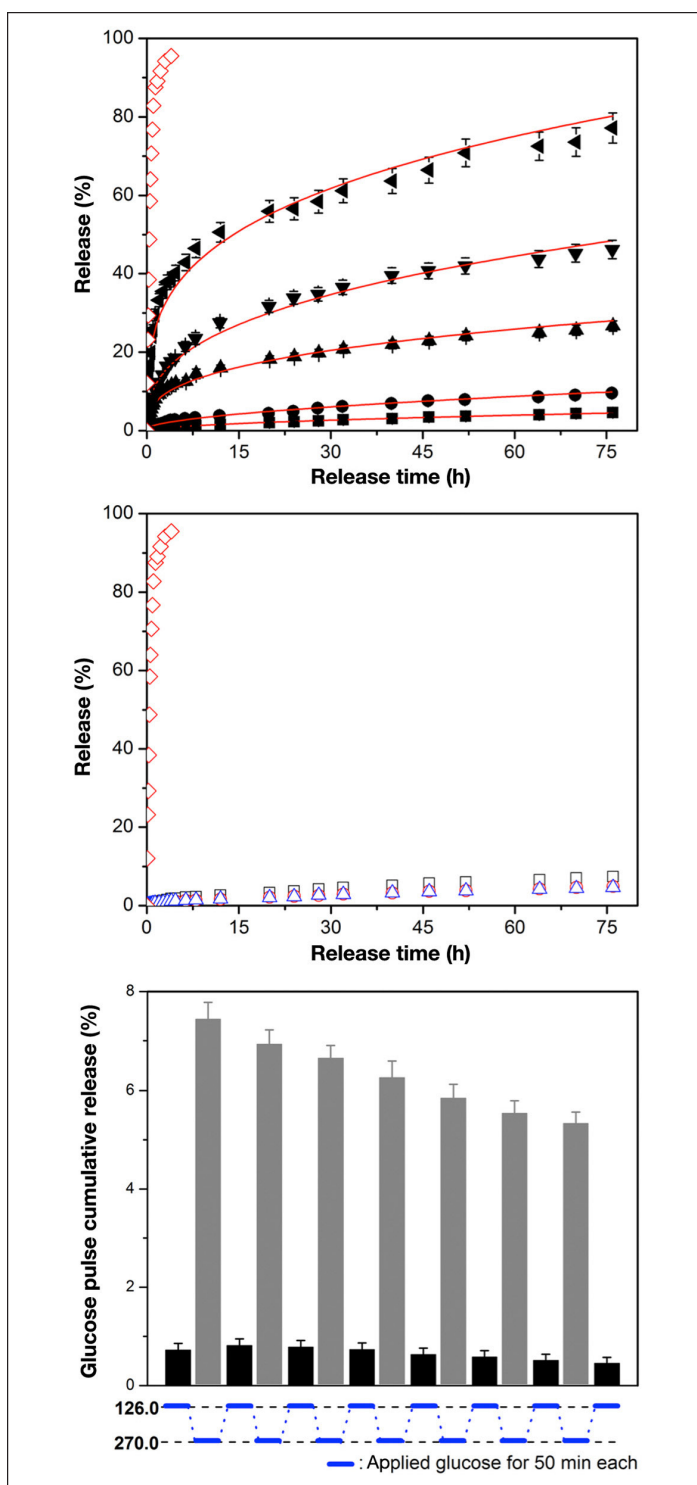 100
80
60
40
20
0
Release (%)
0 15 30 45 60 75
Release time (h)
100
80
60
40
20
0
Release (%)
0 15 30 45 60 75
Release time (h)
8
6
4
2
0
Glucose pulse cumulative release (%)
126.0
270.0
: Applied glucose for 50 min each